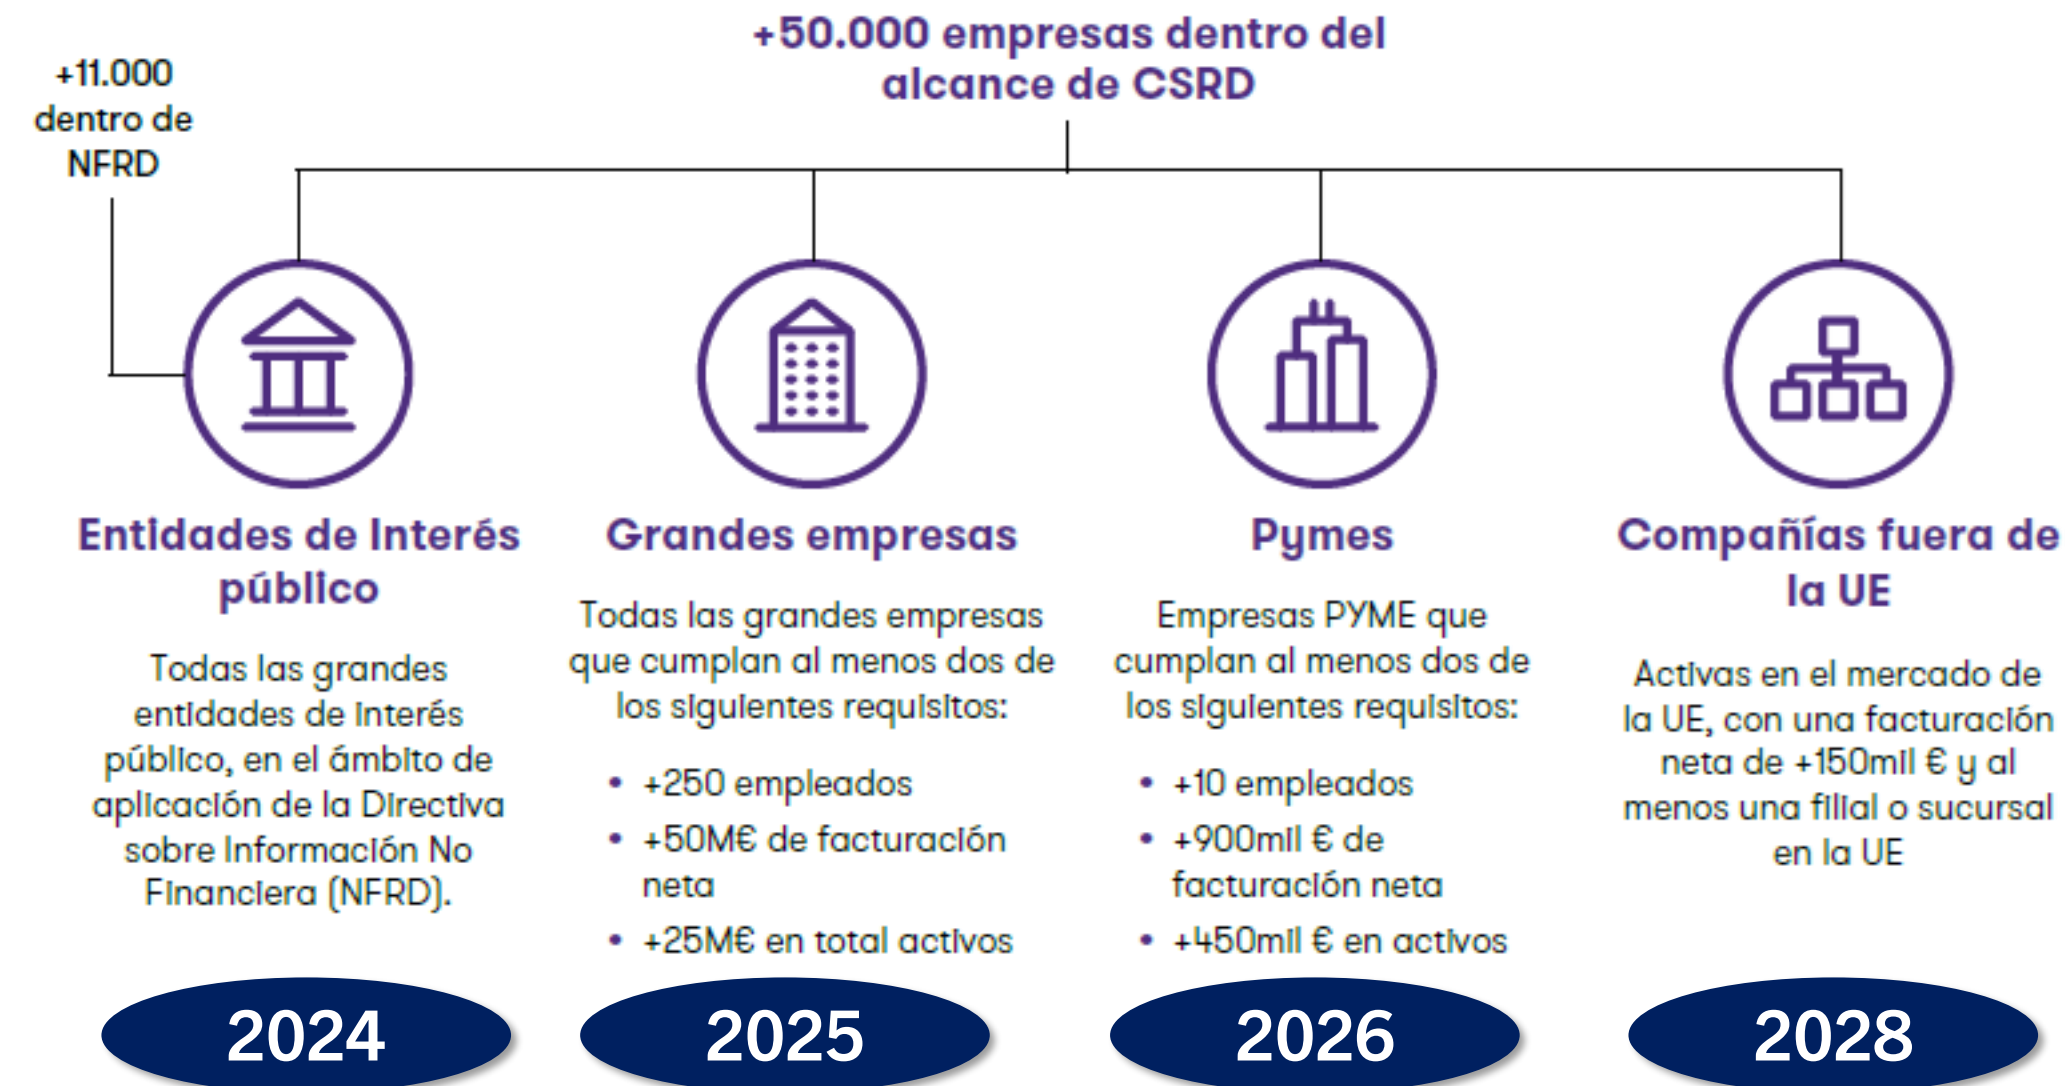 +50.000 empresas dentro del
alcance de CSRD
+11.000
dentro de
NFRD
Entidades de Interés
público
Todas las grandes
entidades de interés
público, en el ámbito de
aplicación de la Directiva
sobre Información No
Financiera (NFRD).
2024
Grandes empresas
Todas las grandes empresas
que cumplan al menos dos de
los siguientes requisitos:
• +250 empleados
• +50M€ de facturación
neta
• +25M€ en total activos
2025
Pymes
Empresas PYME que
cumplan al menos dos de
los siguientes requisitos:
• +10 empleados
• +900mil € de
facturación neta
• +450mil € en activos
2026
Compañías fuera de
la UE
Activas en el mercado de
la UE, con una facturación
neta de +150mil € y al
menos una filial o sucursal
en la UE
2028